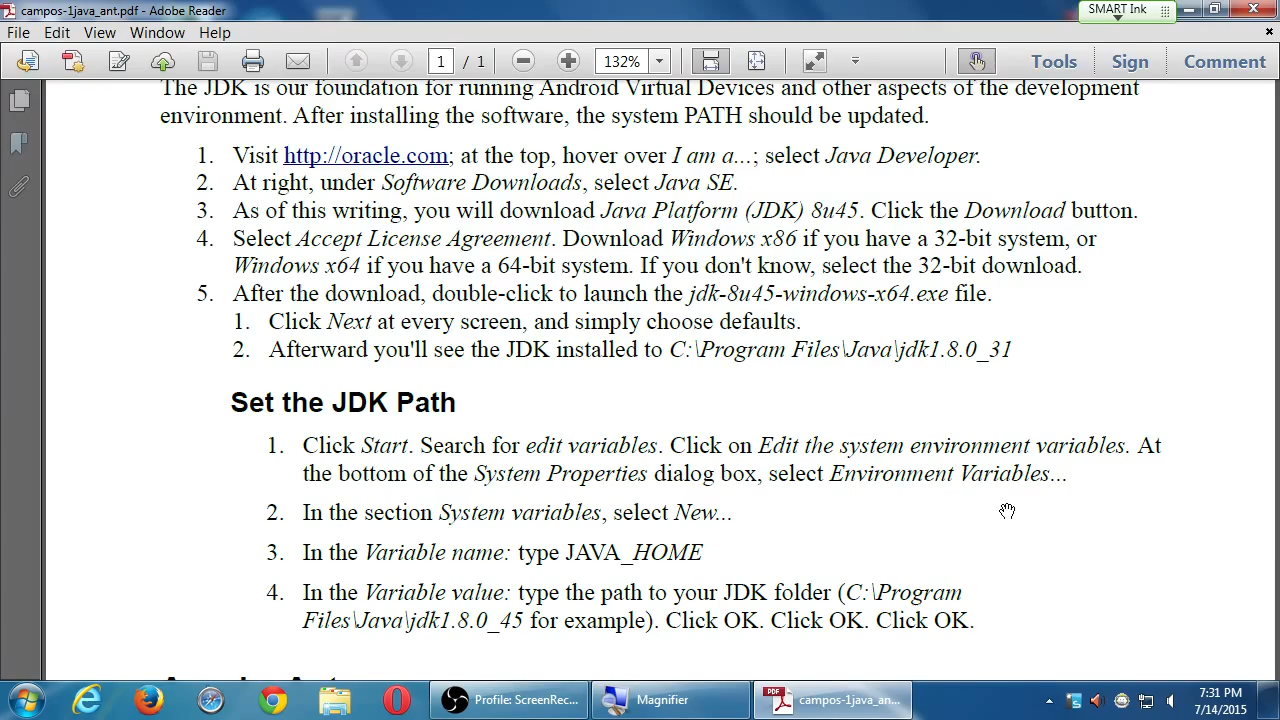 campos-1java_ant.pdf - Adobe Reader
SMART Ink
File Edit View Window Help
1 / 1 132% Tools Sign Comment
The JDK is our foundation for running Android Virtual Devices and other aspects of the development
environment. After installing the software, the system PATH should be updated.
1. Visit http://oracle.com; at the top, hover over I am a...; select Java Developer.
2. At right, under Software Downloads, select Java SE.
3. As of this writing, you will download Java Platform (JDK) 8u45. Click the Download button.
4. Select Accept License Agreement. Download Windows x86 if you have a 32-bit system, or
Windows x64 if you have a 64-bit system. If you don't know, select the 32-bit download.
5. After the download, double-click to launch the jdk-8u45-windows-x64.exe file.
1. Click Next at every screen, and simply choose defaults.
2. Afterward you'll see the JDK installed to C:\Program Files\Java\jdk1.8.0_31
Set the JDK Path
1. Click Start. Search for edit variables. Click on Edit the system environment variables. At
the bottom of the System Properties dialog box, select Environment Variables...
2. In the section System variables, select New...
3. In the Variable name: type JAVA_HOME
4. In the Variable value: type the path to your JDK folder (C:\Program
Files\Java\jdk1.8.0_45 for example). Click OK. Click OK. Click OK.
Profile: ScreenRec... Magnifier campos-1java_an... 7:31 PM
7/14/2015